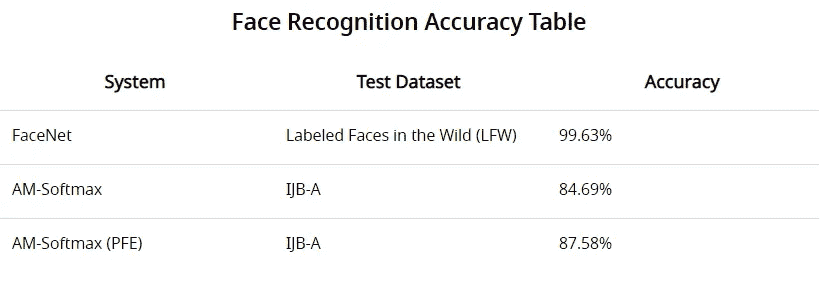 Face Recognition Accuracy Table
System Test Dataset Accuracy
FaceNet Labeled Faces in the Wild (LFW) 99.63%
AM-Softmax IJB-A 84.69%
AM-Softmax (PFE) IJB-A 87.58%